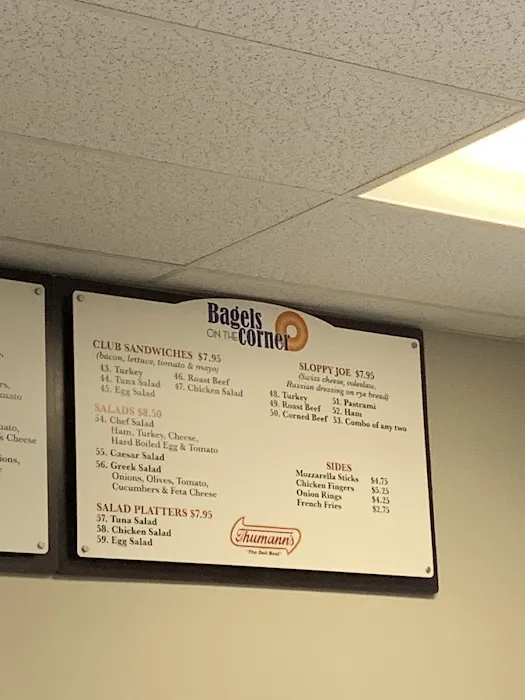 Bagels
ON THE CORNER
CLUB SANDWICHES $7.95
(bacon, lettuce, tomato & mayo)
43. Turkey
44. Tuna Salad
45. Egg Salad
46. Roast Beef
47. Chicken Salad
SALADS $8.50
54. Chef Salad
Ham, Turkey, Cheese,
Hard Boiled Egg & Tomato
55. Caesar Salad
56. Greek Salad
Onions, Olives, Tomato,
Cucumbers & Feta Cheese
SALAD PLATTERS $7.95
57. Tuna Salad
58. Chicken Salad
59. Egg Salad
SLOPPY JOE $7.95
(Swiss cheese, coleslaw,
Russian dressing on rye bread)
48. Turkey
49. Roast Beef
50. Corned Beef
51. Pastrami
52. Ham
53. Combo of any two
SIDES
Mozzarella Sticks $4.75
Chicken Fingers $5.25
Onion Rings $4.25
French Fries $2.75
Thumann's
"The Deli Best"
Cheese